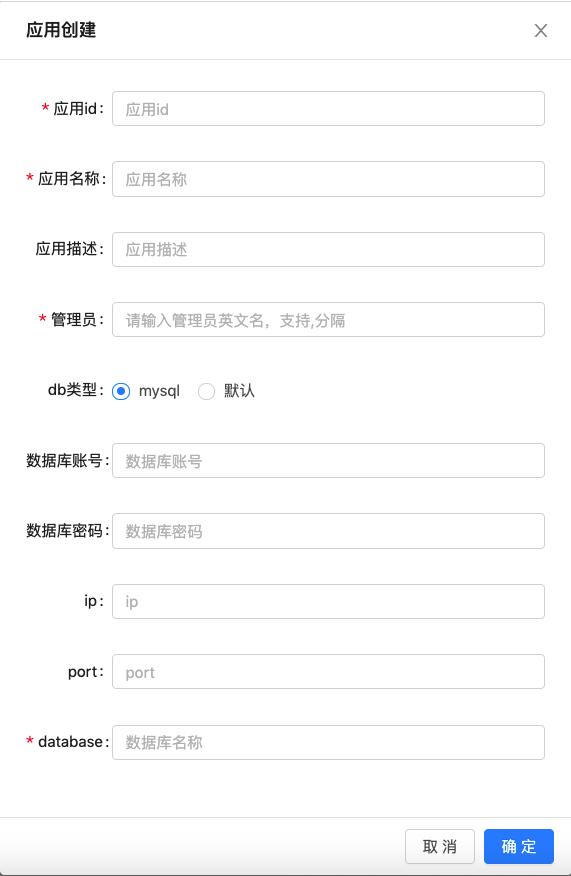 应用创建
* 应用id: 应用id
* 应用名称: 应用名称
应用描述: 应用描述
* 管理员: 请输入管理员英文名，支持,分隔
db类型: mysql 默认
数据库账号: 数据库账号
数据库密码: 数据库密码
ip: ip
port: port
* database: 数据库名称
取 消 确 定